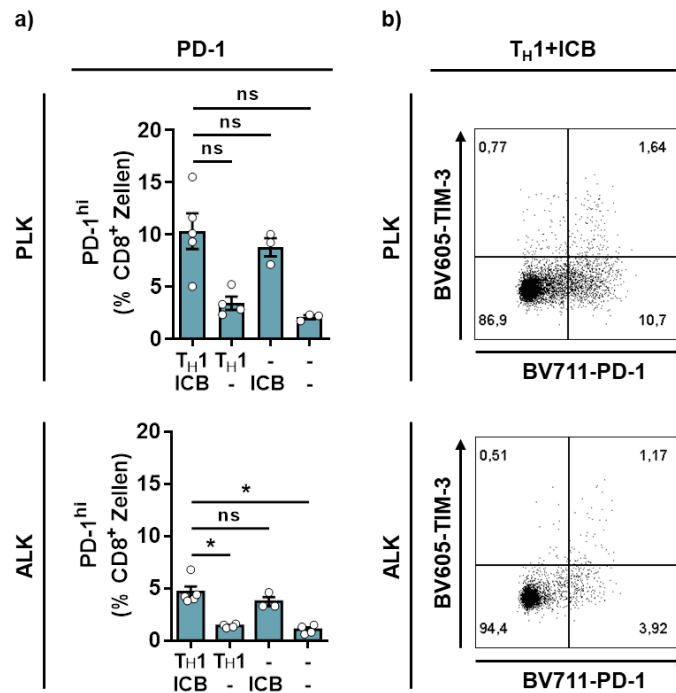 a)
PD-1
PLK
ns
ns
ns
20
15
10
5
0
PD-1hi
(% CD8+ Zellen)
TH1 TH1 - -
ICB - ICB -
ALK
*
ns
*
20
15
10
5
0
PD-1hi
(% CD8+ Zellen)
TH1 TH1 - -
ICB - ICB -
b)
TH1+ICB
PLK
BV605-TIM-3
0,77 1,64
86,9 10,7
BV711-PD-1
ALK
BV605-TIM-3
0,51 1,17
94,4 3,92
BV711-PD-1